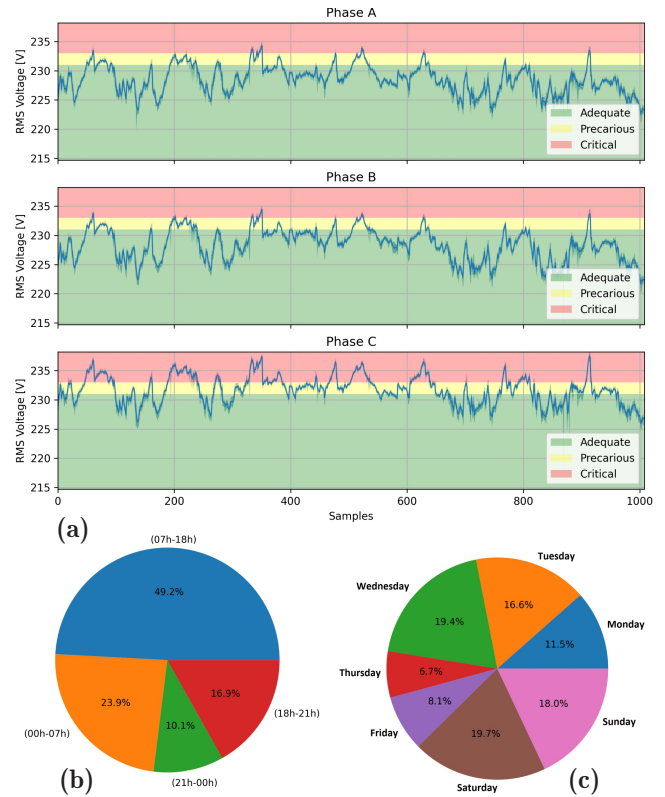 Phase A
RMS Voltage [V]
235
230
225
220
215
Adequate
Precarious
Critical
Phase B
RMS Voltage [V]
235
230
225
220
215
Adequate
Precarious
Critical
Phase C
RMS Voltage [V]
235
230
225
220
215
Adequate
Precarious
Critical
0 200 400 600 800 1000
Samples
(a)
(07h-18h)
49.2%
(00h-07h)
23.9%
(21h-00h)
10.1%
(18h-21h)
16.9%
(b)
Monday
11.5%
Tuesday
16.6%
Wednesday
19.4%
Thursday
6.7%
Friday
8.1%
Saturday
19.7%
Sunday
18.0%
(c)